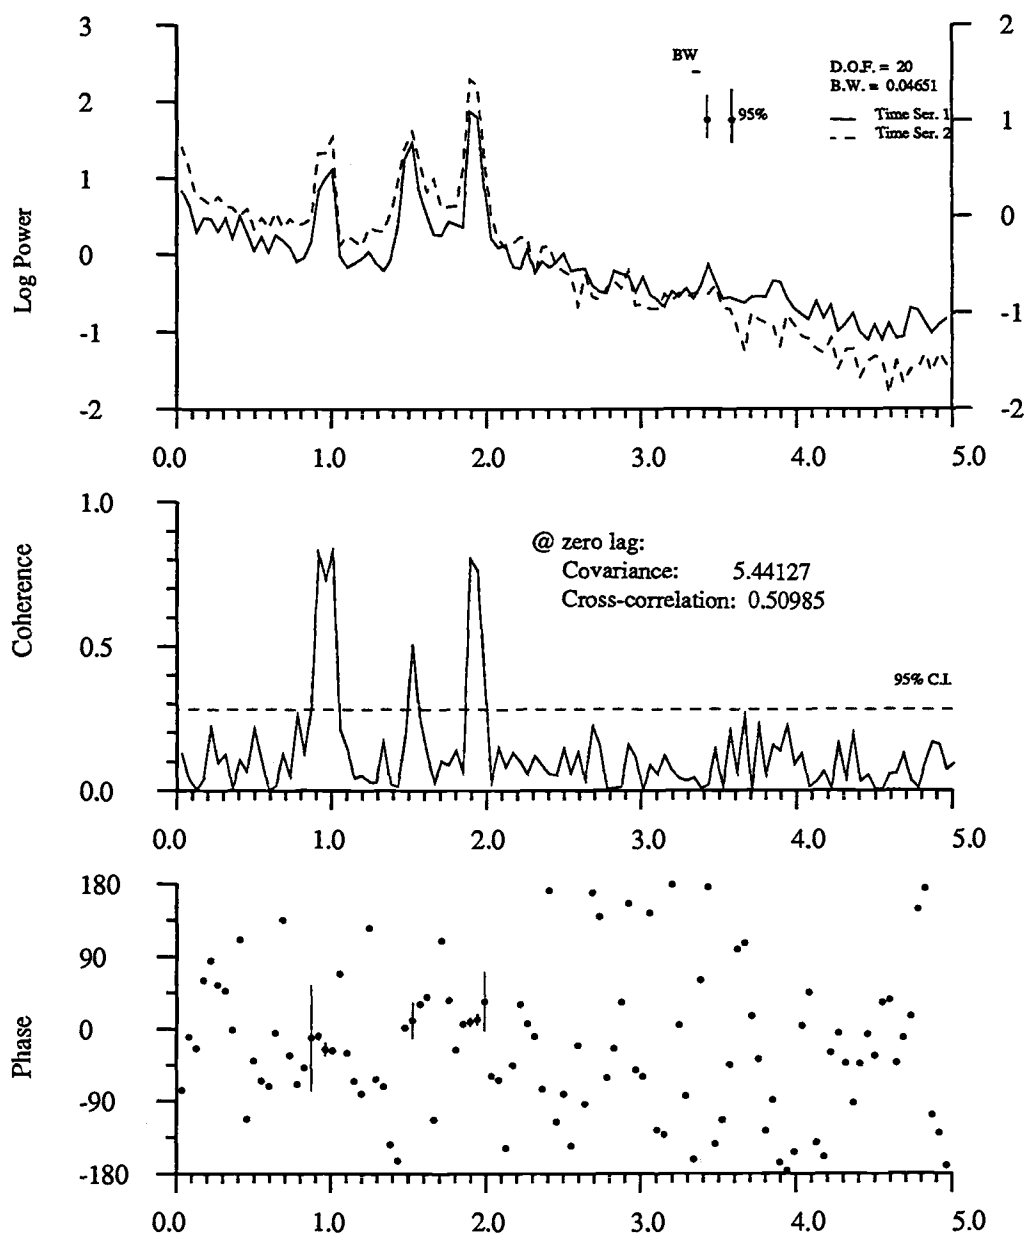 3
2
1
0
-1
-2
Log Power
2
1
0
-1
-2
BW
95%
D.O.F. = 20
B.W. = 0.04651
Time Ser. 1
Time Ser. 2
0.0 1.0 2.0 3.0 4.0 5.0
1.0
0.5
0.0
Coherence
@ zero lag:
Covariance: 5.44127
Cross-correlation: 0.50985
95% C.I.
0.0 1.0 2.0 3.0 4.0 5.0
180
90
0
-90
-180
Phase
0.0 1.0 2.0 3.0 4.0 5.0